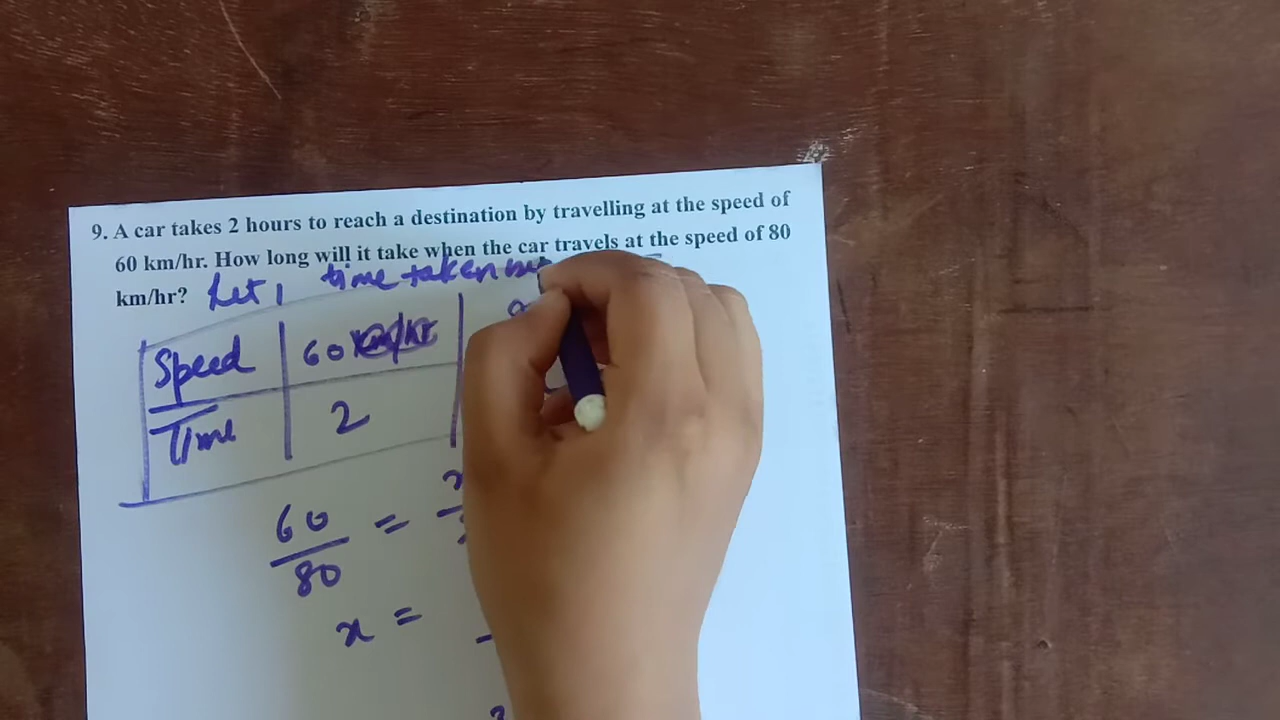 9. A car takes 2 hours to reach a destination by travelling at the speed of
60 km/hr. How long will it take when the car travels at the speed of 80
km/hr? Let, time taken be
Speed 60
Time 2
60 =
80
x =